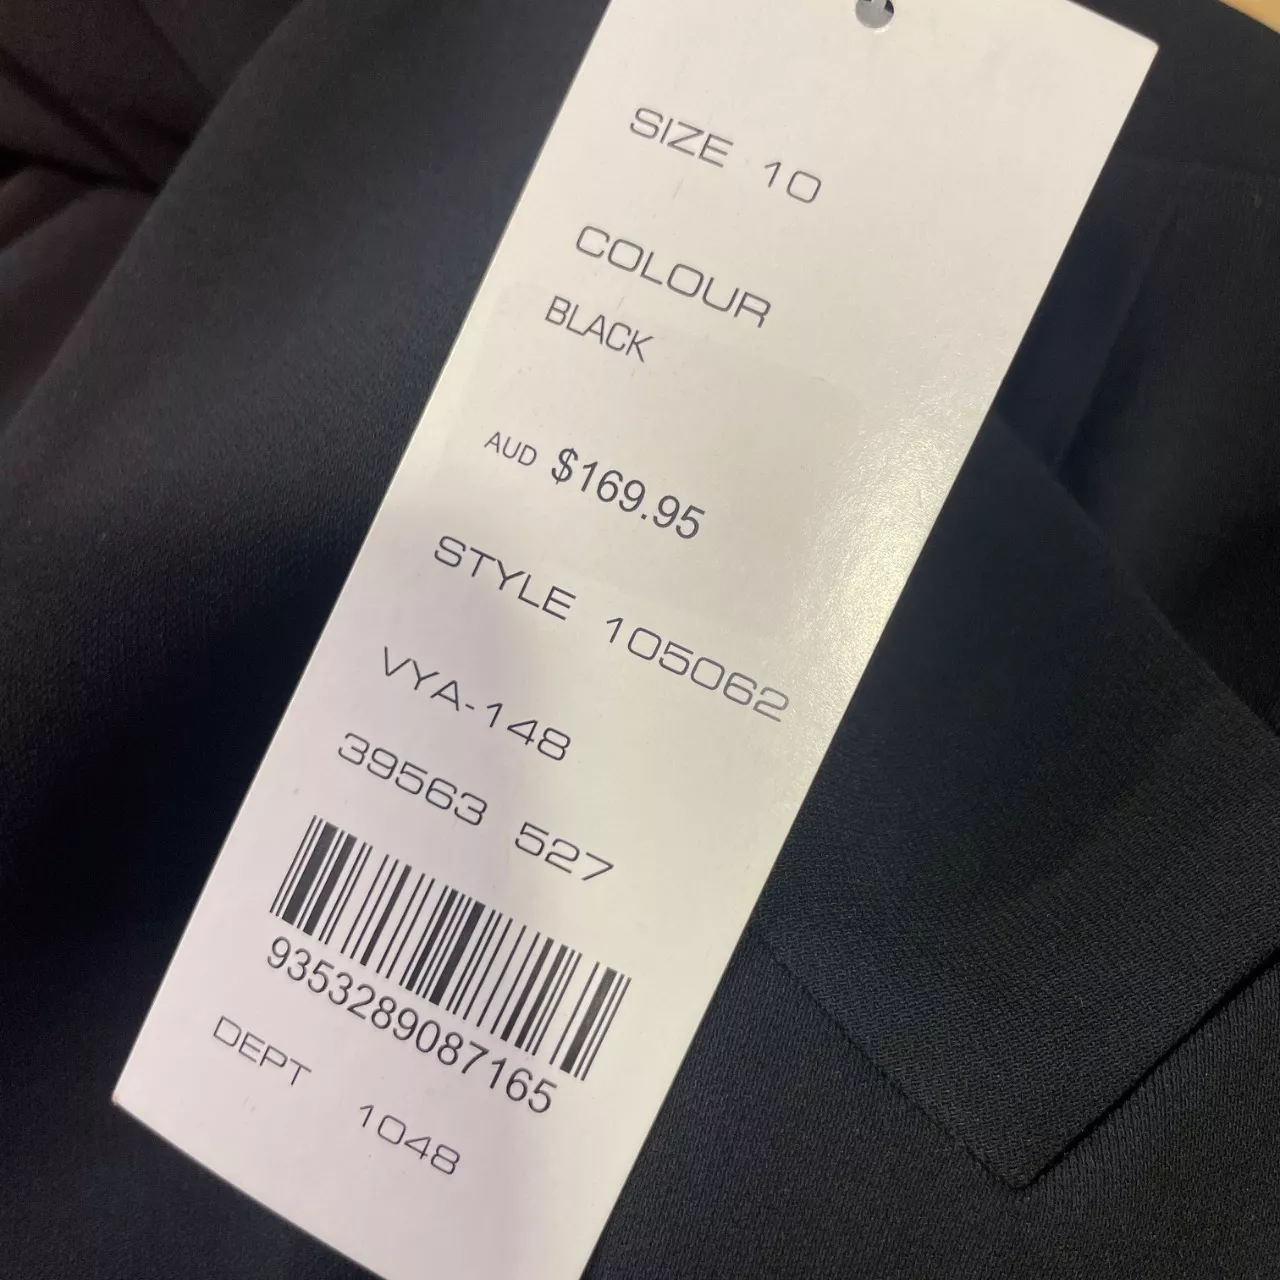 SIZE 10
COLOUR
BLACK
AUD $169.95
STYLE 105062
VYA-148
39563 527
9353289087165
DEPT 1048